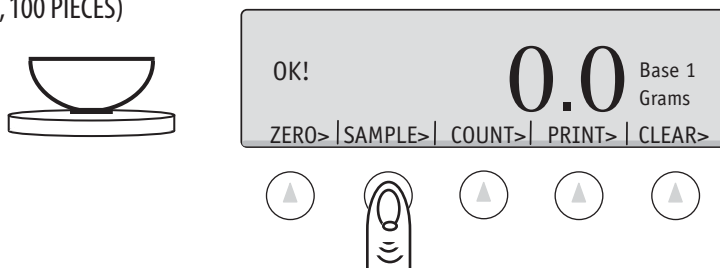 , 100 PIECES)
OK!
0.0
Base 1
Grams
ZERO>|SAMPLE>| COUNT>| PRINT>| CLEAR>